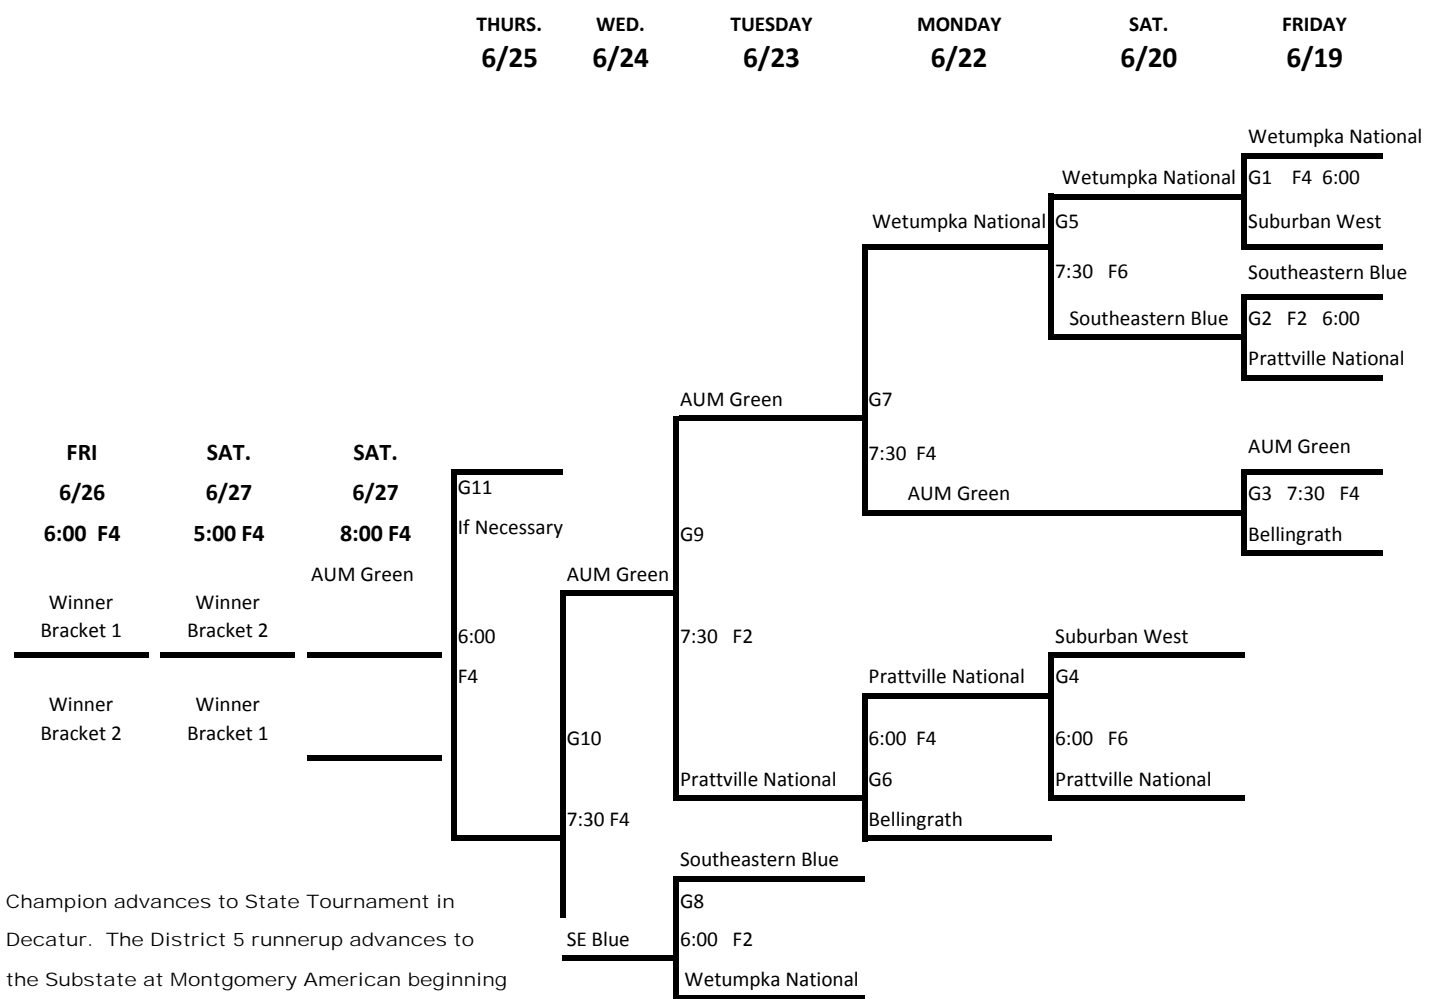 THURS. WED. TUESDAY MONDAY SAT. FRIDAY
6/25 6/24 6/23 6/22 6/20 6/19
Wetumpka National
Wetumpka National G1 F4 6:00
Wetumpka National G5 Suburban West
7:30 F6 Southeastern Blue
Southeastern Blue G2 F2 6:00
Prattville National
AUM Green G7
FRI SAT. SAT. 7:30 F4 AUM Green
6/26 6/27 6/27 G11 AUM Green G3 7:30 F4
6:00 F4 5:00 F4 8:00 F4 If Necessary G9 Bellingrath
AUM Green AUM Green
Winner Winner
Bracket 1 Bracket 2 6:00 7:30 F2 Suburban West
F4 Prattville National G4
Winner Winner
Bracket 2 Bracket 1 G10 6:00 F4 6:00 F6
Prattville National G6 Prattville National
7:30 F4 Bellingrath
Southeastern Blue
Champion advances to State Tournament in G8
Decatur. The District 5 runnerup advances to SE Blue 6:00 F2
the Substate at Montgomery American beginning Wetumpka National